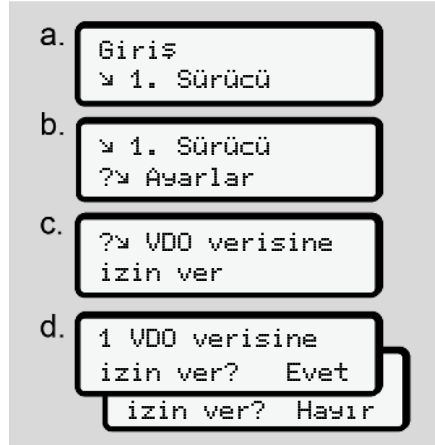 a.
Giriş
↘ 1. Sürücü
b.
↘ 1. Sürücü
?↘ Ayarlar
c.
?↘ VDO verisine
izin ver
d.
1 VDO verisine
izin ver? Evet
izin ver? Hayır